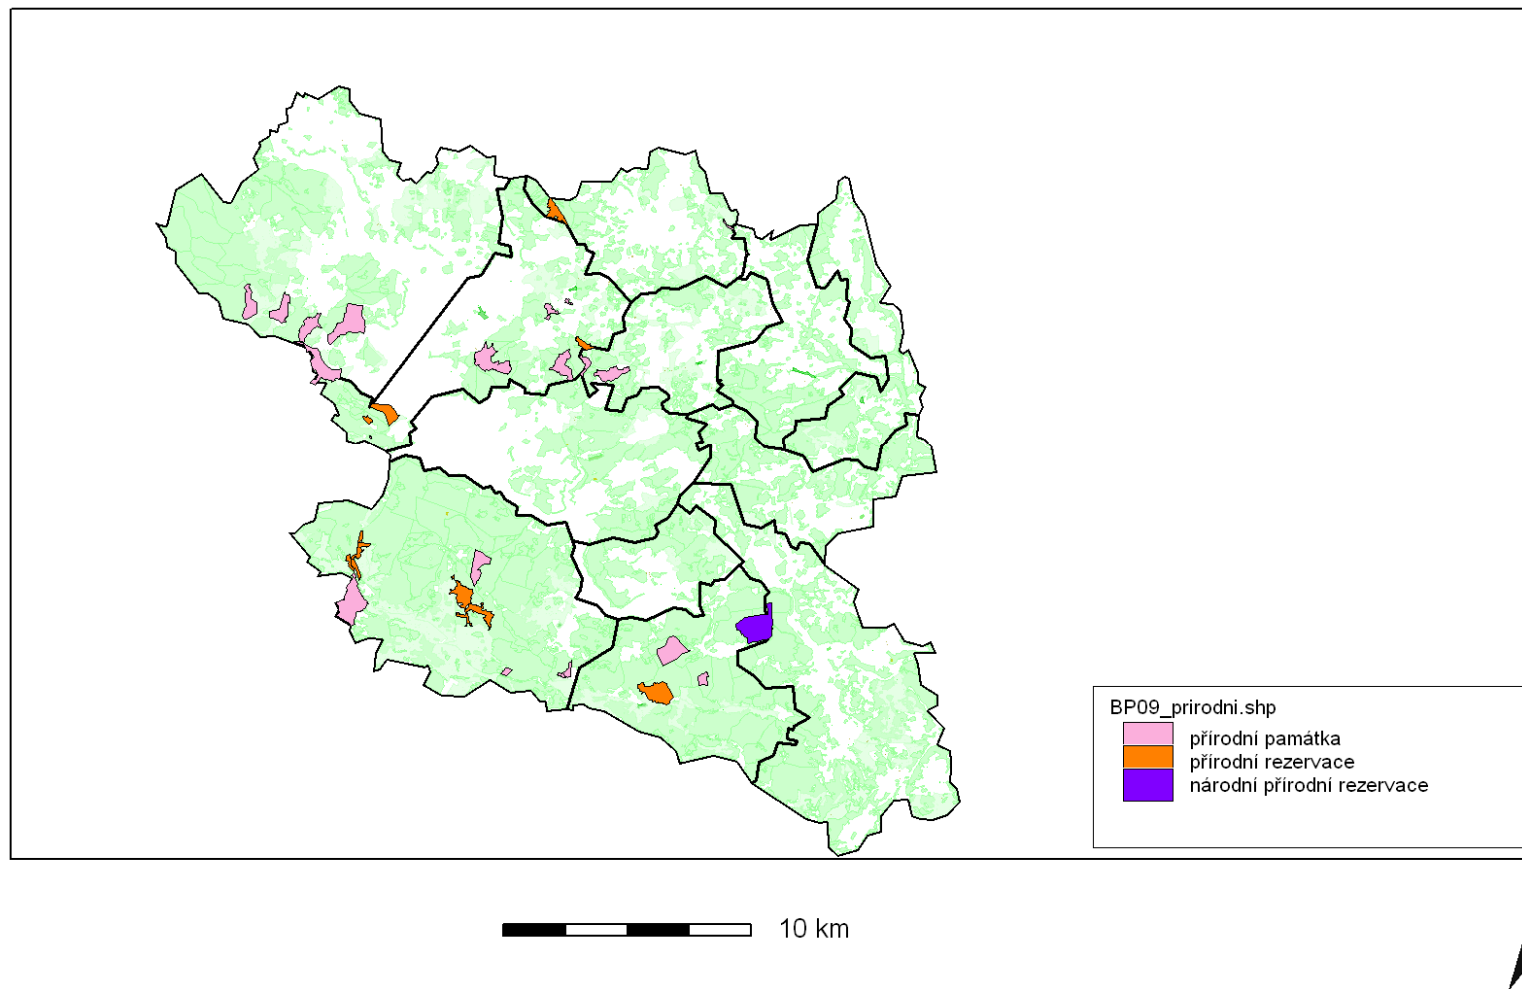 BP09_prirodni.shp
přírodní památka
přírodní rezervace
národní přírodní rezervace
10 km